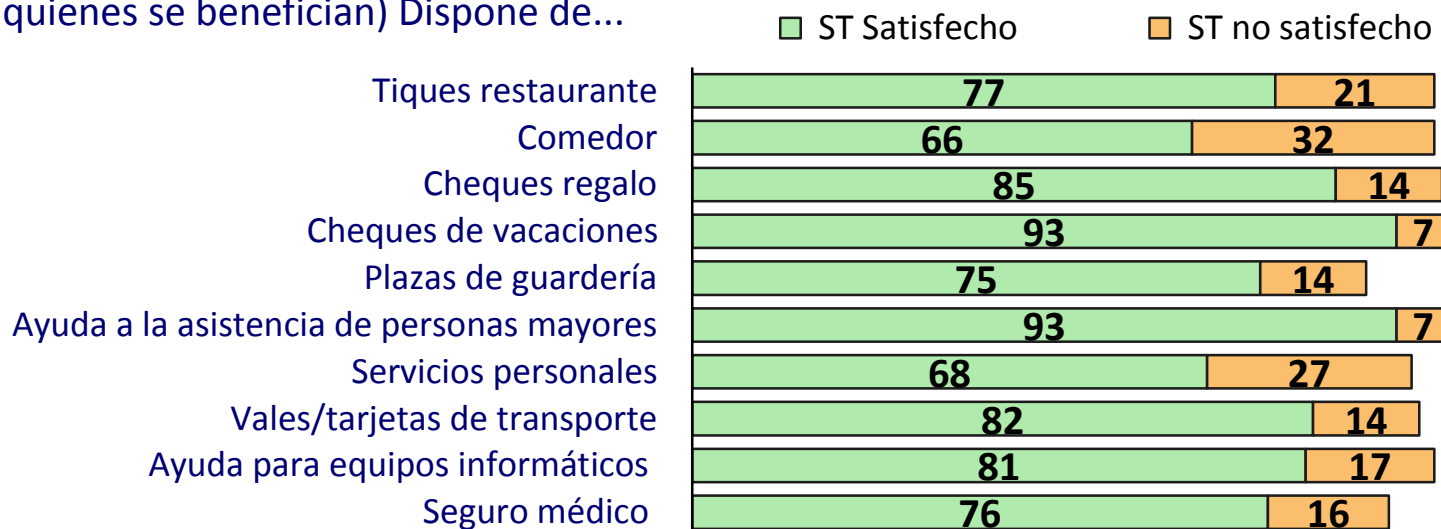 quienes se benefician) Dispone de...
ST Satisfecho ST no satisfecho
Tiques restaurante 77 21
Comedor 66 32
Cheques regalo 85 14
Cheques de vacaciones 93 7
Plazas de guardería 75 14
Ayuda a la asistencia de personas mayores 93 7
Servicios personales 68 27
Vales/tarjetas de transporte 82 14
Ayuda para equipos informáticos 81 17
Seguro médico 76 16